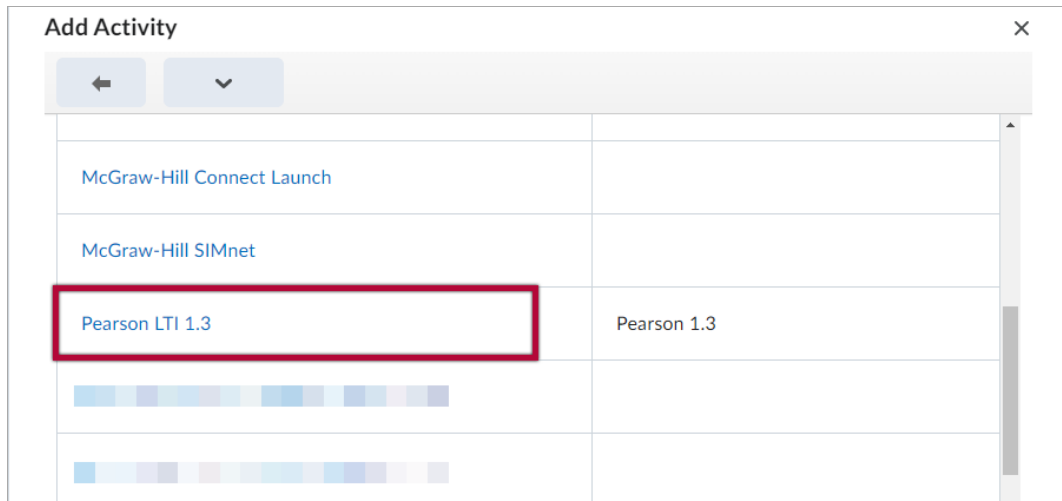 Add Activity
McGraw-Hill Connect Launch
McGraw-Hill SIMnet
Pearson LTI 1.3 Pearson 1.3